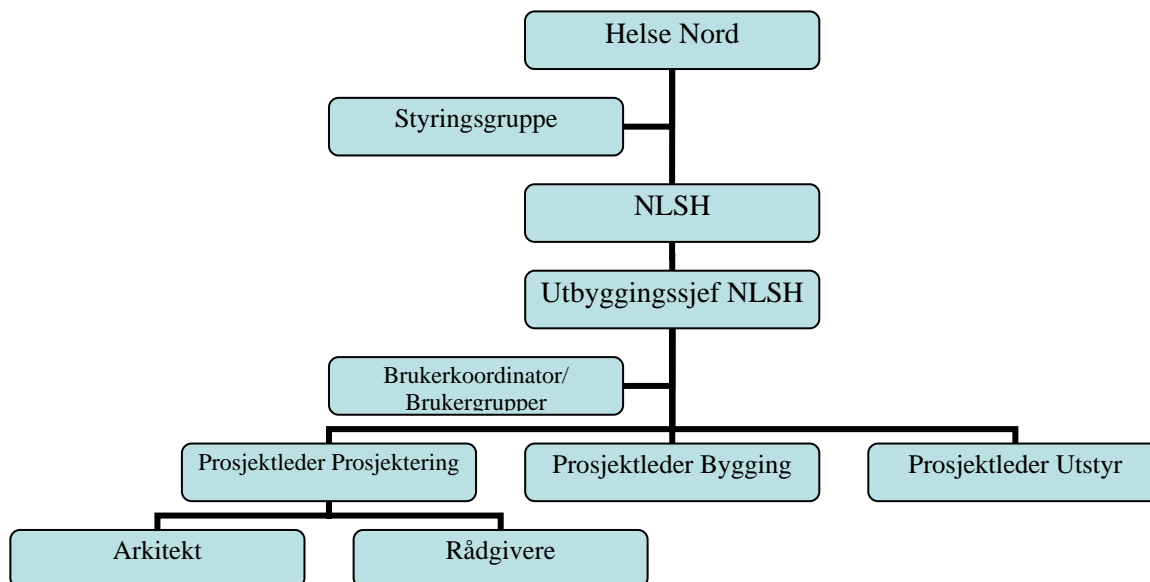 Helse Nord
Styringsgruppe
NLSH
Utbyggingssjef NLSH
Brukerkoordinator/
Brukergrupper
Prosjektleder Prosjektering
Prosjektleder Bygging
Prosjektleder Utstyr
Arkitekt
Rådgivere